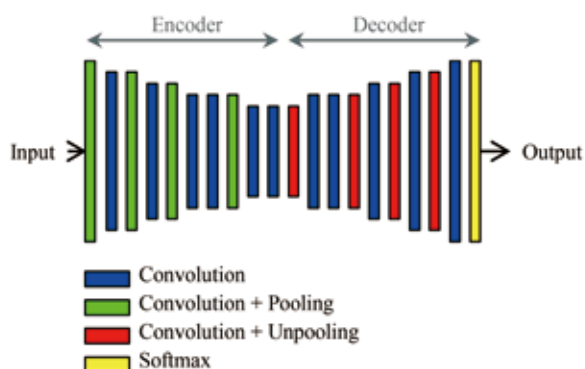 Encoder Decoder
Input Output
Convolution
Convolution + Pooling
Convolution + Unpooling
Softmax